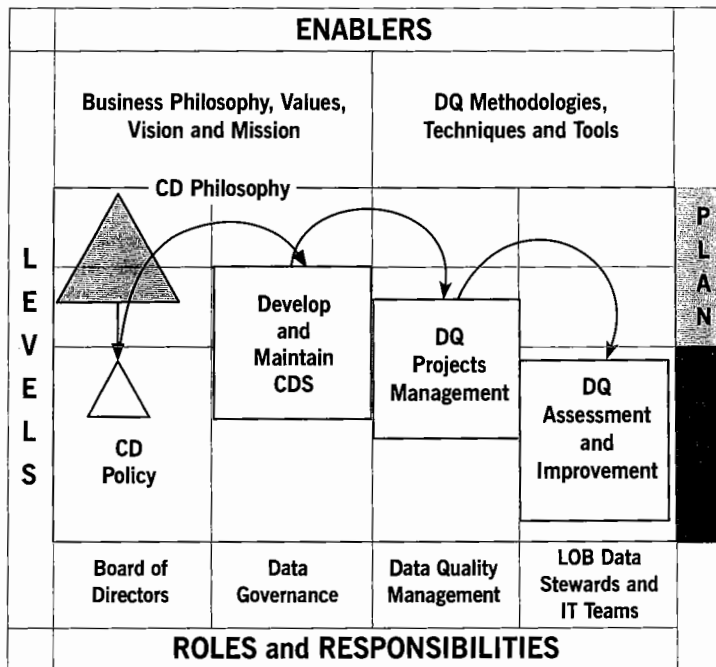 ENABLERS
Business Philosophy, Values,
Vision and Mission
DQ Methodologies,
Techniques and Tools
CD Philosophy
LEVELS
PLAN
Develop
and
Maintain
CDS
DQ
Projects
Management
DQ
Assessment
and
Improvement
CD
Policy
Board of
Directors
Data
Governance
Data Quality
Management
LOB Data
Stewards and
IT Teams
ROLES and RESPONSIBILITIES